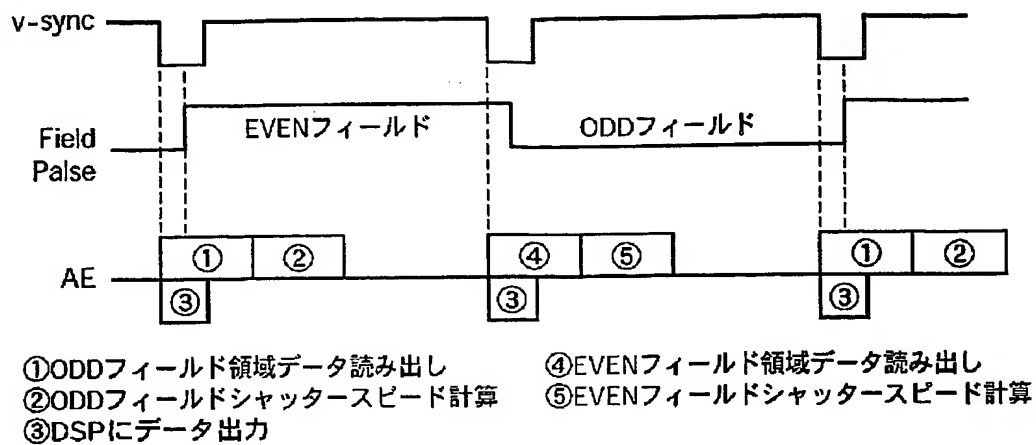 v-sync
EVENフィールド
ODDフィールド
Field
Palse
① ② ④ ⑤ ① ②
AE
③ ③ ③
①ODDフィールド領域データ読み出し
②ODDフィールドシャッタースピード計算
③DSPにデータ出力
④EVENフィールド領域データ読み出し
⑤EVENフィールドシャッタースピード計算